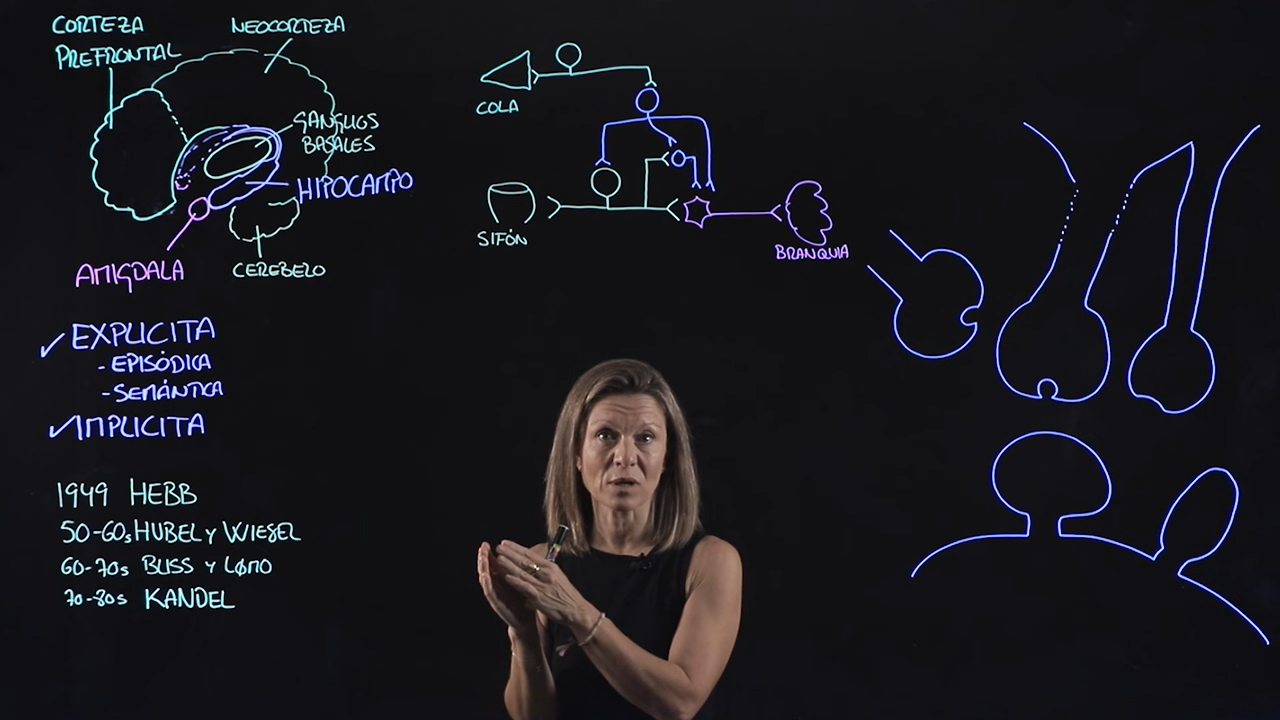 CORTEZA
PREFRONTAL
NEOCORTEZA
GANGLIOS
BASALES
HIPOCAMPO
AMIGDALA
CEREBELO
EXPLICITA
- EPISÓDICA
- SEMÁNTICA
IMPLICITA
1949 HEBB
50-60s HUBEL Y WIESEL
60-70s BLISS Y LØMO
70-80s KANDEL
COLA
SIFÓN
BRANQUIA